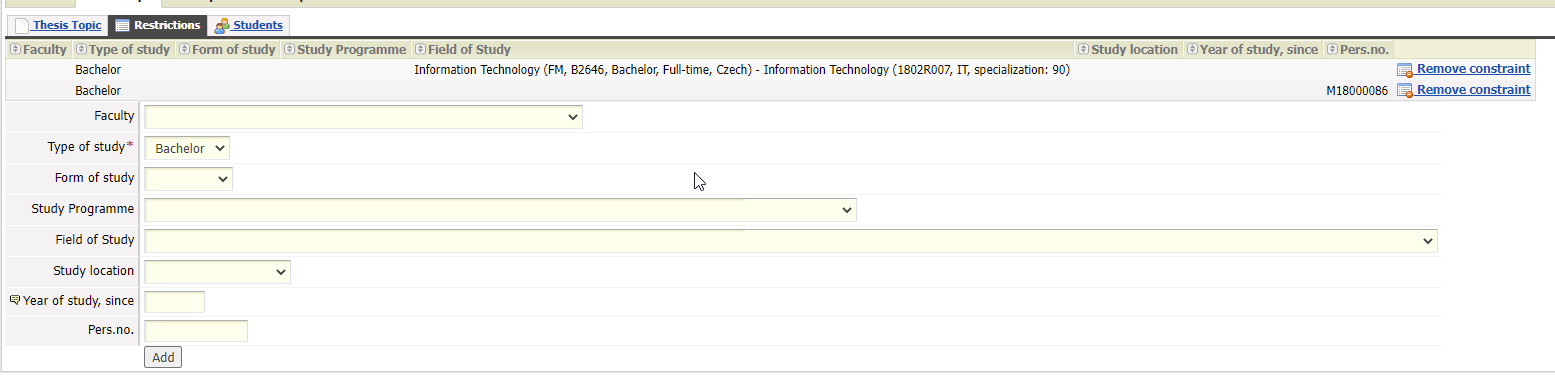 Thesis Topic Restrictions Students
Faculty Type of study Form of study Study Programme Field of Study Study location Year of study, since Pers.no.
Bachelor Information Technology (FM, B2646, Bachelor, Full-time, Czech) - Information Technology (1802R007, IT, specialization: 90) Remove constraint
Bachelor M18000086 Remove constraint
Faculty
Type of study* Bachelor
Form of study
Study Programme
Field of Study
Study location
Year of study, since
Pers.no.
Add